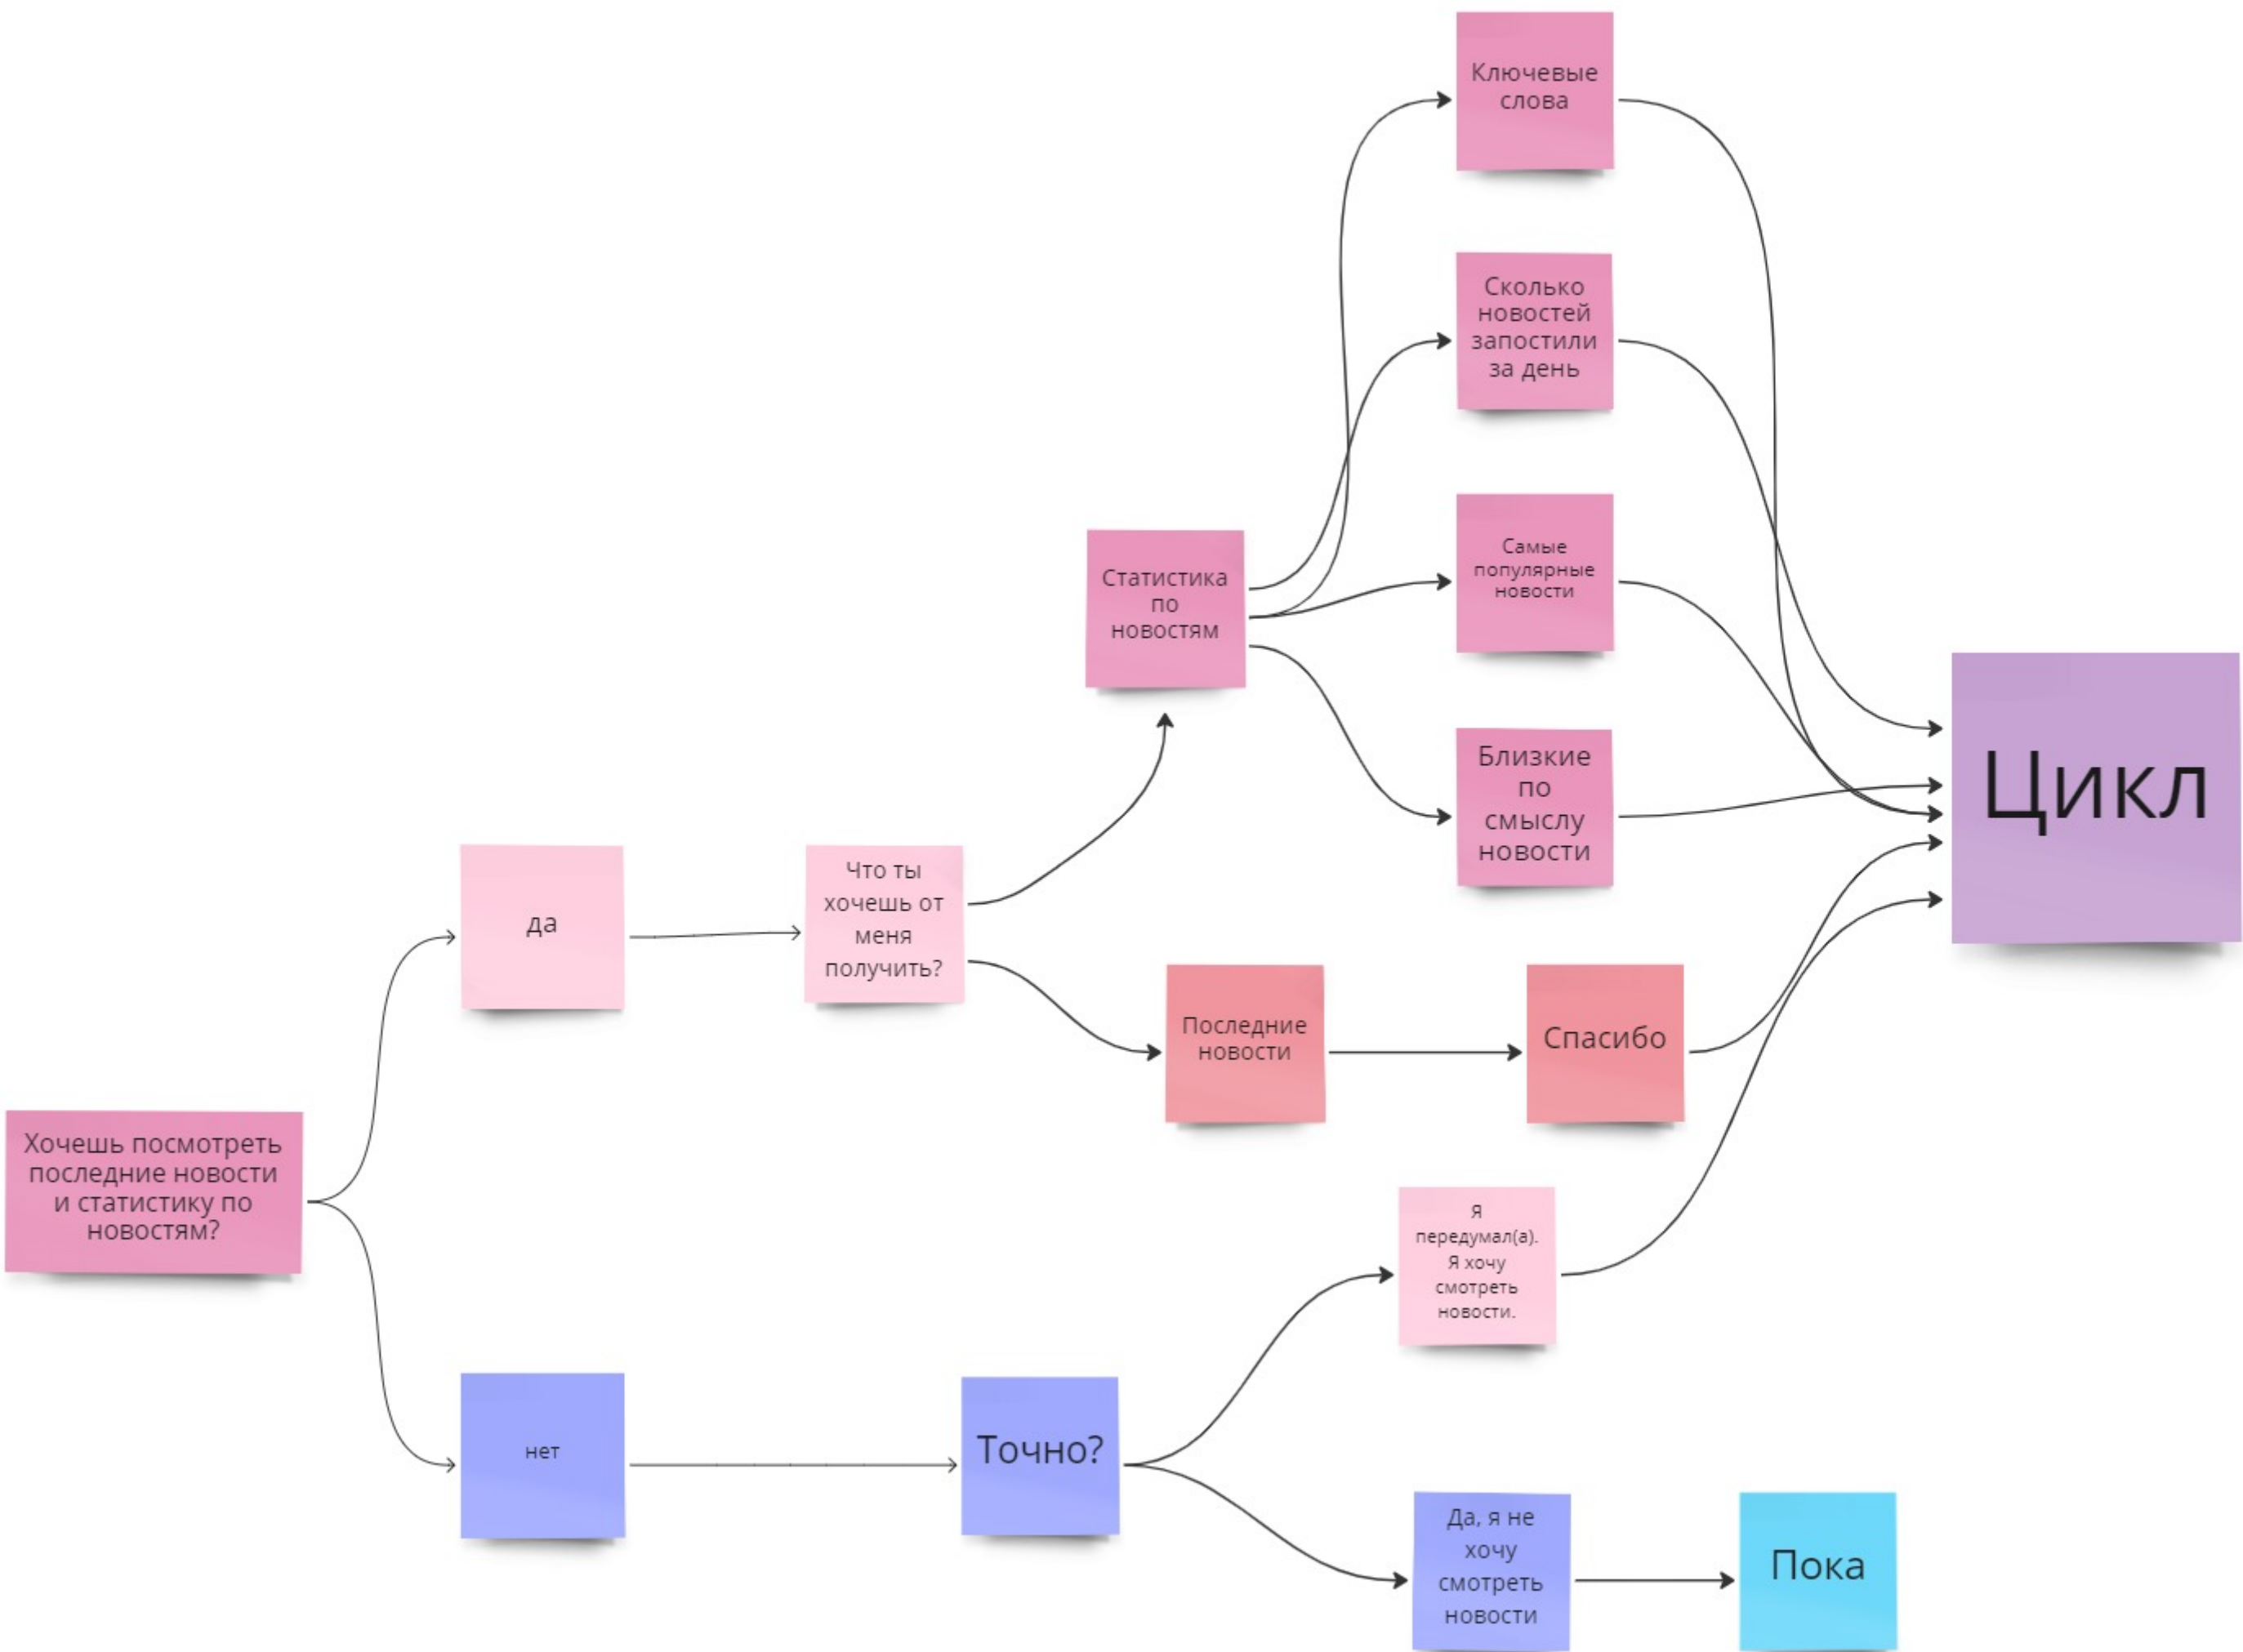 Ключевые
слова
Сколько
новостей
запостили
за день
Самые
популярные
новости
Статистика
по
новостям
Близкие
по
смыслу
новости
Цикл
да
Что ты
хочешь от
меня
получить?
Последние
новости
Спасибо
Хочешь посмотреть
последние новости
и статистику по
новостям?
Я
передумал(а).
Я хочу
смотреть
новости.
нет
Точно?
Да, я не
хочу
смотреть
новости
Пока